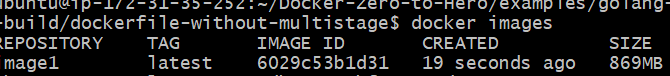 ubuntu@ip-172-31-35-252:~/Docker-Zero-to-Hero/examples/golang-
-build/dockerfile-without-multistage$ docker images
REPOSITORY TAG IMAGE ID CREATED SIZE
mage1 latest 6029c53b1d31 19 seconds ago 869MB